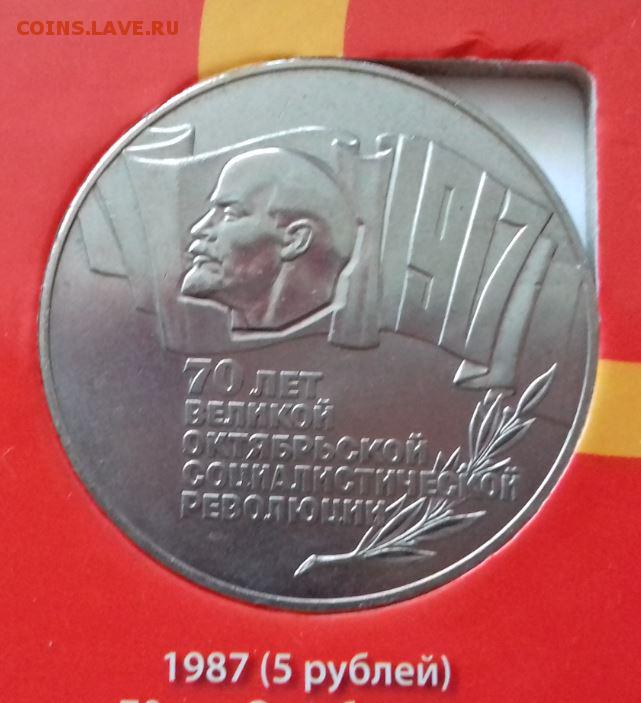 COINS.LAVE.RU
1917
70 ЛЕТ
ВЕЛИКОЙ
ОКТЯБРЬСКОЙ
СОЦИАЛИСТИЧЕСКОЙ
РЕВОЛЮЦИИ
1987 (5 рублей)